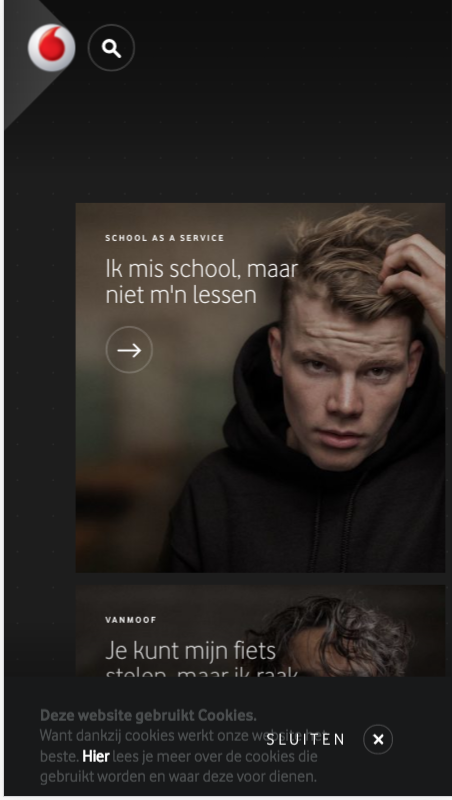 SCHOOL AS A SERVICE
Ik mis school, maar
niet m'n lessen
VANMOOF
Je kunt mijn fiets
stelen, maar ik raak
Deze website gebruikt Cookies.
Want dankzij cookies werkt onze website het
beste. Hier lees je meer over de cookies die
gebruikt worden en waar deze voor dienen.
SLUITEN